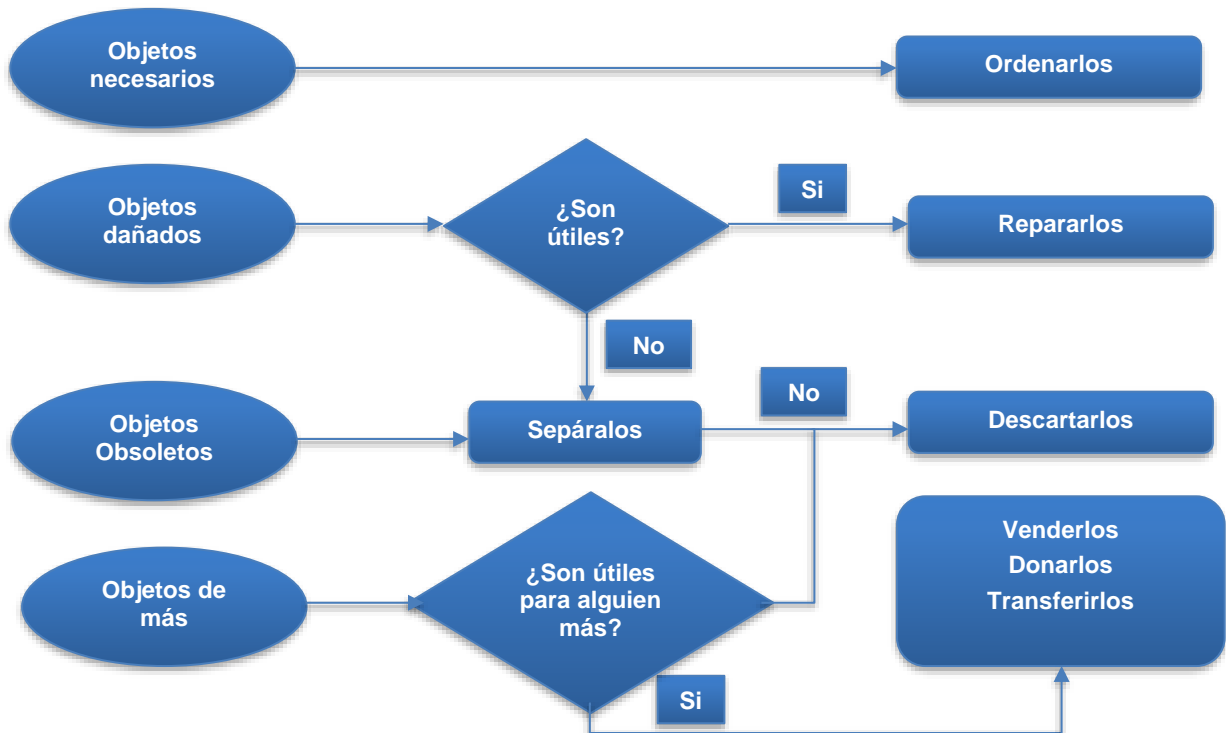 Objetos
necesarios
Ordenarlos
Objetos
dañados
¿Son
útiles?
Si
Repararlos
No
Objetos
Obsoletos
Sepáralos
No
Descartarlos
Objetos de
más
¿Son útiles
para alguien
más?
Venderlos
Donarlos
Transferirlos
Si